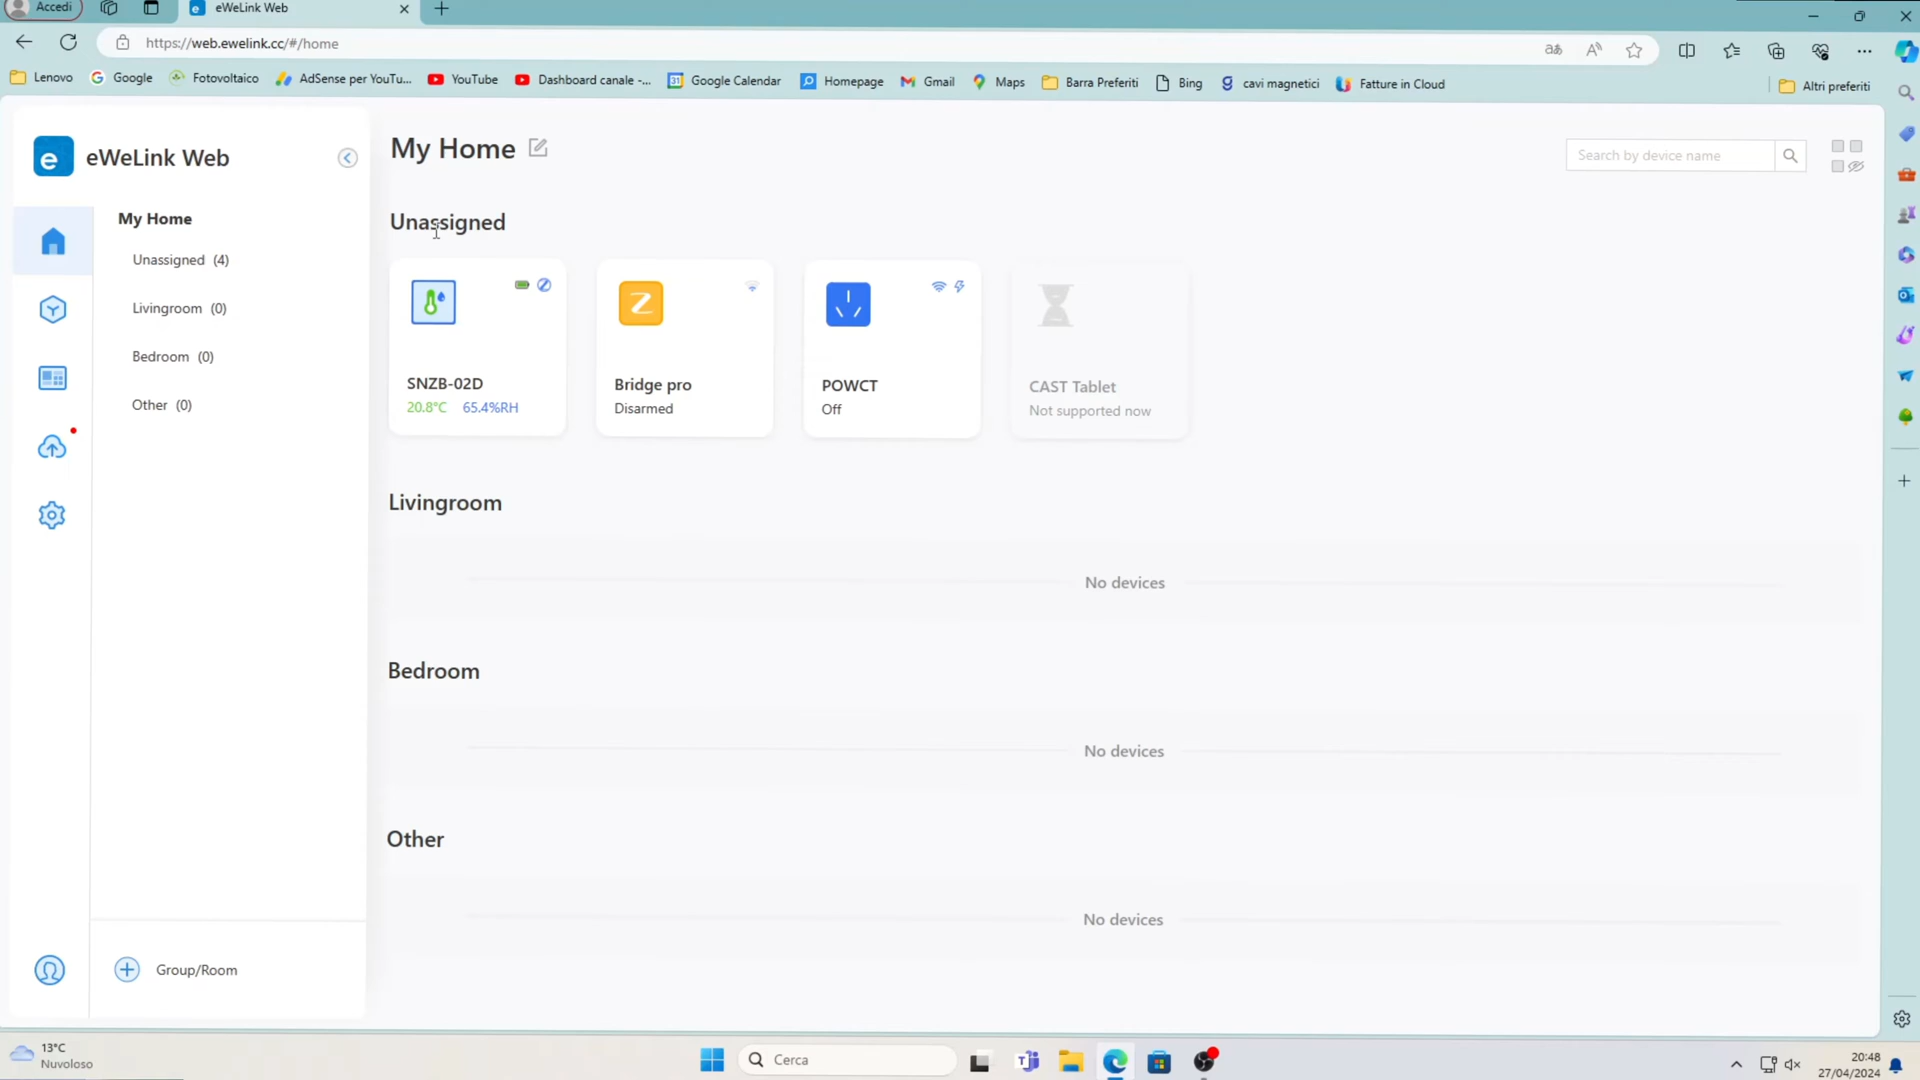 Accedi
eWeLink Web
https://web.ewelink.cc/#/home
Lenovo
Google
Fotovoltaico
AdSense per YouTu...
YouTube
Dashboard canale -...
Google Calendar
Homepage
Gmail
Maps
Barra Preferiti
Bing
cavi magnetici
Fatture in Cloud
Altri preferiti
eWeLink Web
My Home
Unassigned (4)
Livingroom (0)
Bedroom (0)
Other (0)
Group/Room
My Home
Search by device name
Unassigned
SNZB-02D
20.8°C 65.4%RH
Bridge pro
Disarmed
POWCT
Off
CAST Tablet
Not supported now
Livingroom
No devices
Bedroom
No devices
Other
No devices
13°C
Nuvoloso
Cerca
20:48
27/04/2024